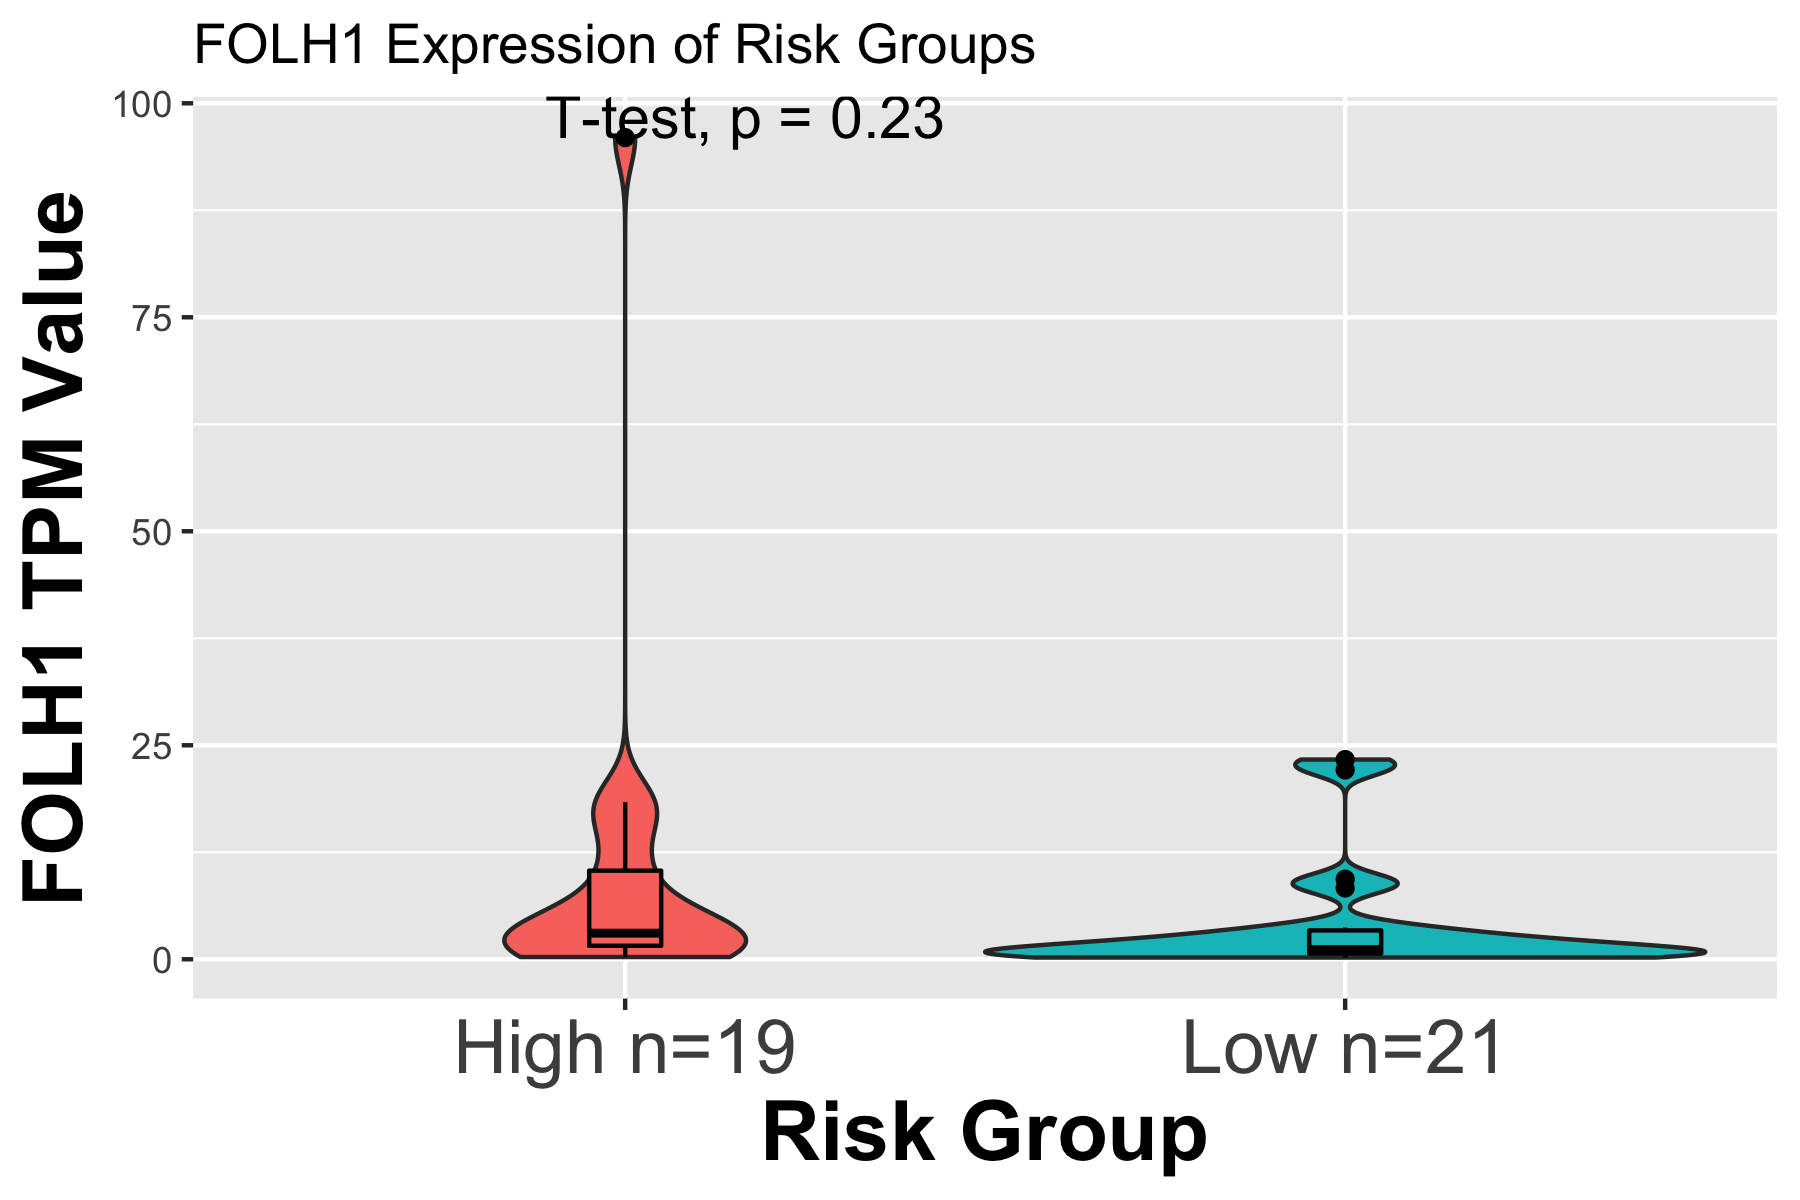 FOLH1 Expression of Risk Groups
T-test, p = 0.23
FOLH1 TPM Value
100
75
50
25
0
High n=19
Low n=21
Risk Group